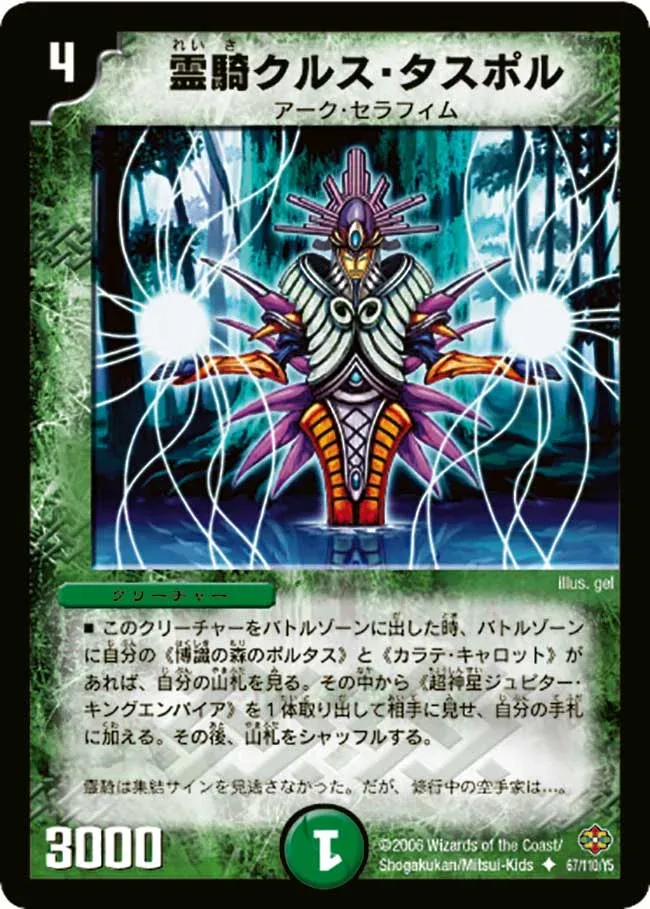 4
れいき
霊騎クルス・タスポル
アーク・セラフィム
illus. gel
クリーチャー
■ このクリーチャーをバトルゾーンに出した時、バトルゾーン
に自分の《博識の森のポルタス》と《カラテ・キャロット》が
あれば、自分の山札を見る。その中から《超神星ジュピター・
キングエンパイア》を1体取り出して相手に見せ、自分の手札
に加える。その後、山札をシャッフルする。
霊騎は集結サインを見逃さなかった。だが、修行中の空手家は…。
3000
1
©2006 Wizards of the Coast/
Shogakukan/Mitsui-Kids ◆ 67/110/Y5